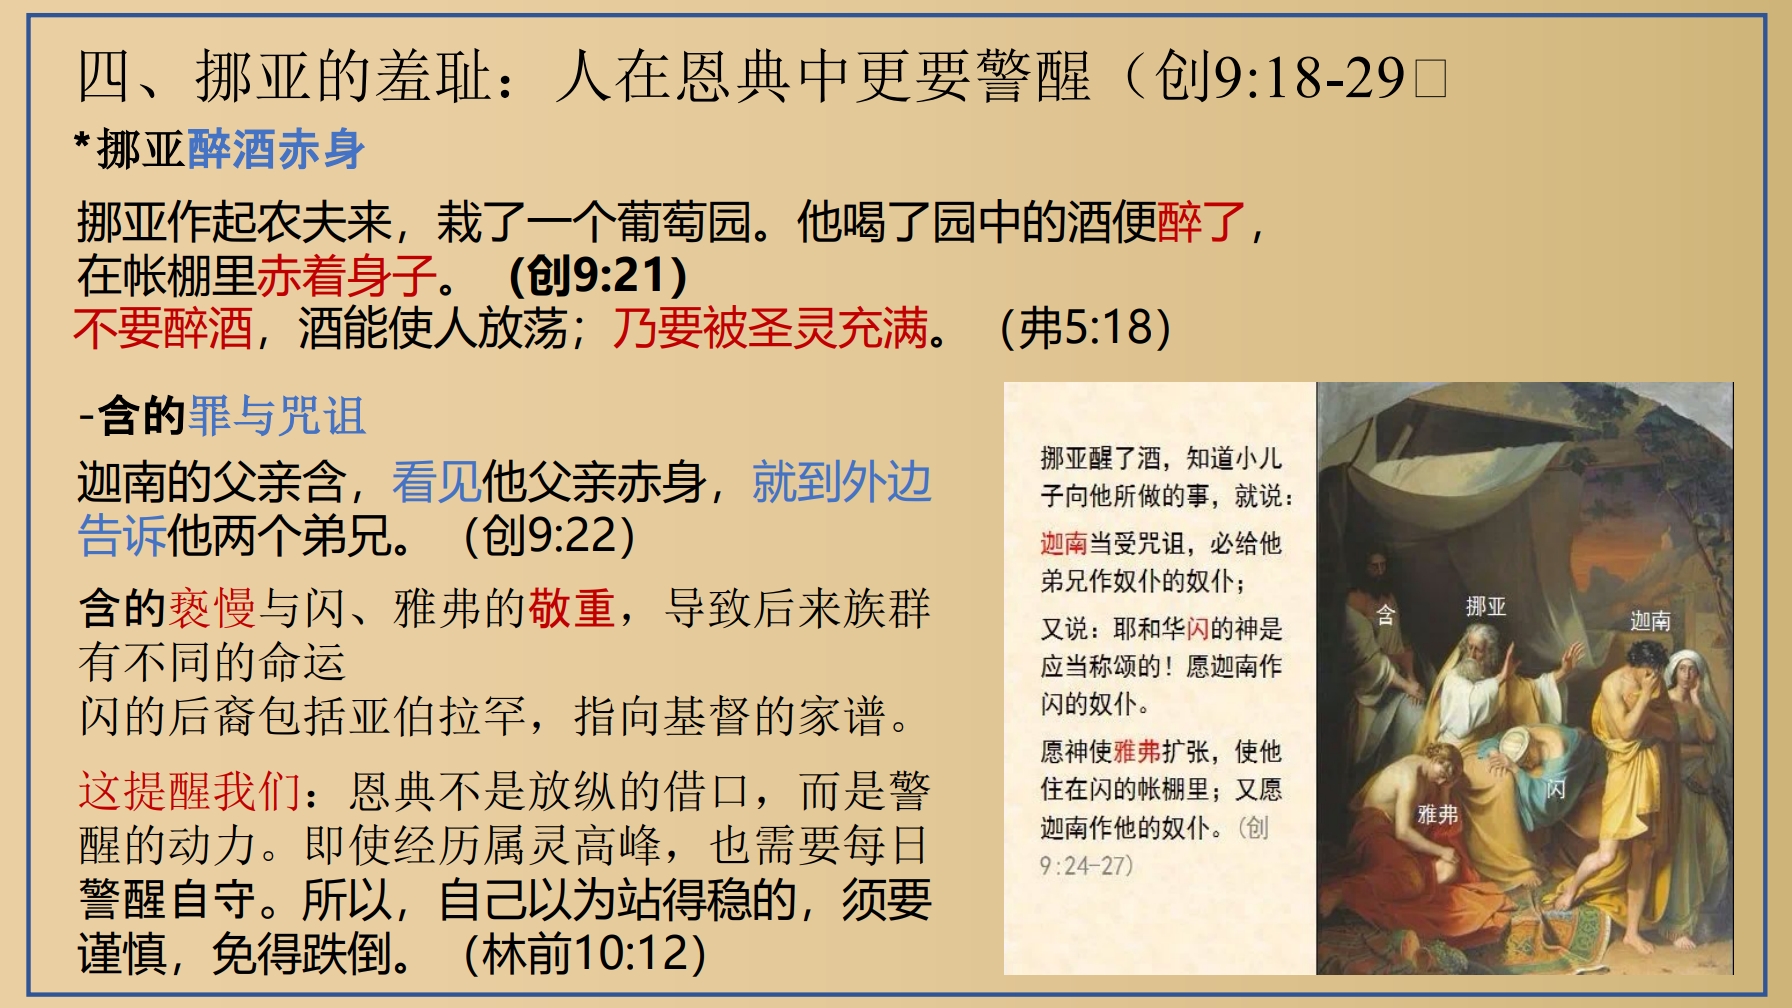 四、挪亚的羞耻：人在恩典中更要警醒（创9:18-29□
*挪亚醉酒赤身
挪亚作起农夫来，栽了一个葡萄园。他喝了园中的酒便醉了，
在帐棚里赤着身子。（创9:21）
不要醉酒，酒能使人放荡；乃要被圣灵充满。（弗5:18）
-含的罪与咒诅
迦南的父亲含，看见他父亲赤身，就到外边
告诉他两个弟兄。（创9:22）
含的亵慢与闪、雅弗的敬重，导致后来族群
有不同的命运
闪的后裔包括亚伯拉罕，指向基督的家谱。
这提醒我们：恩典不是放纵的借口，而是警
醒的动力。即使经历属灵高峰，也需要每日
警醒自守。所以，自己以为站得稳的，须要
谨慎，免得跌倒。（林前10:12）
挪亚醒了酒，知道小儿
子向他所做的事，就说：
迦南当受咒诅，必给他
弟兄作奴仆的奴仆；
又说：耶和华闪的神是
应当称颂的！愿迦南作
闪的奴仆。
愿神使雅弗扩张，使他
住在闪的帐棚里；又愿
迦南作他的奴仆。（创
9:24-27）
含
挪亚
迦南
闪
雅弗